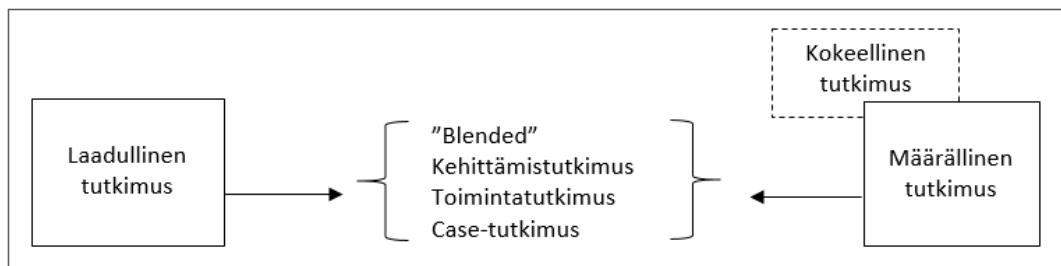 Laadullinen
tutkimus
”Blended”
Kehittämistutkimus
Toimintatutkimus
Case-tutkimus
Kokeellinen
tutkimus
Määrällinen
tutkimus